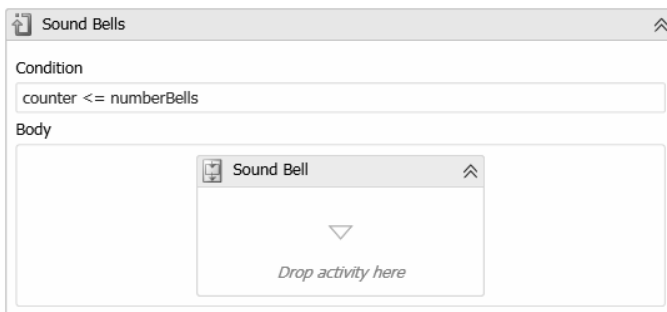 Sound Bells
Condition
counter <= numberBells
Body
Sound Bell
Drop activity here